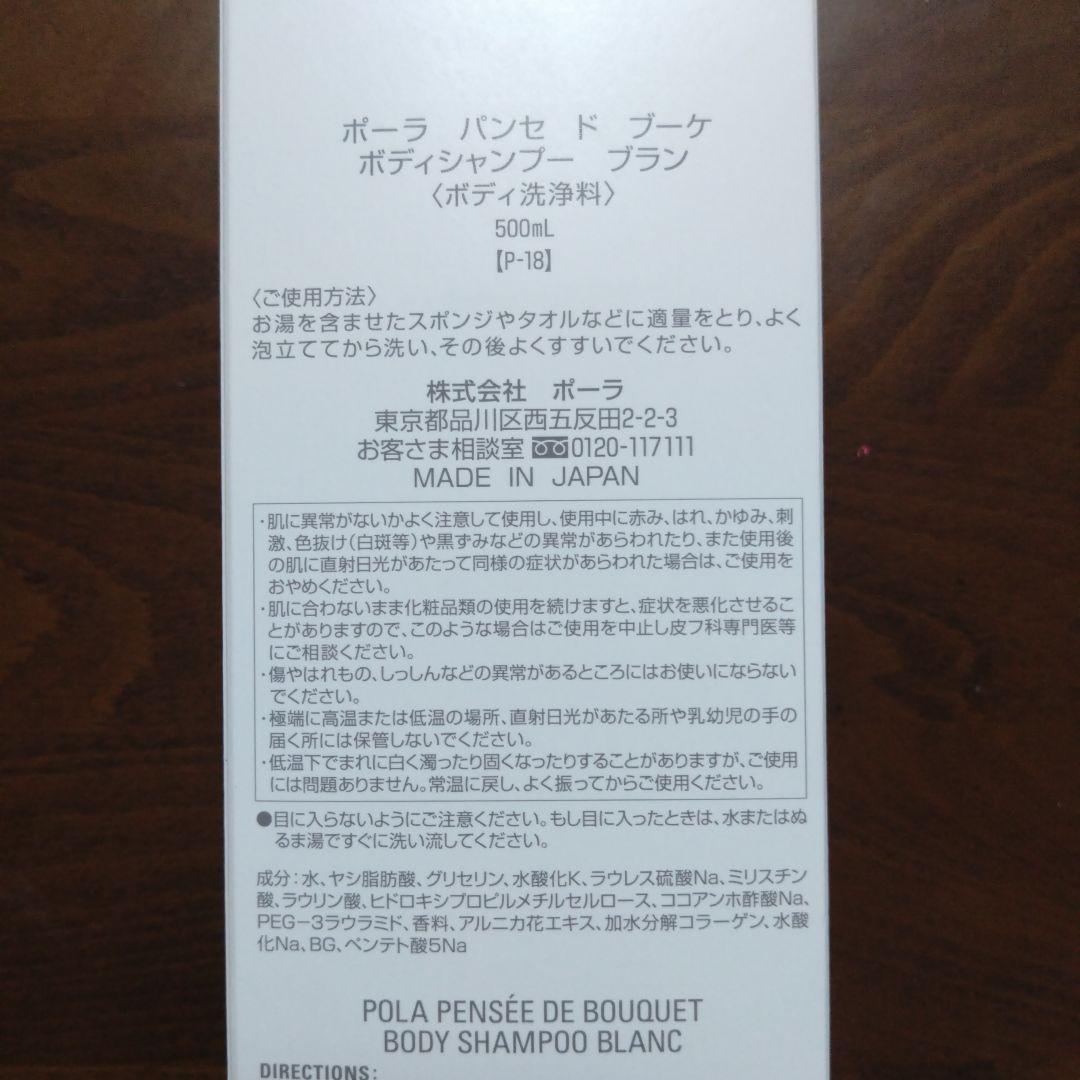 ポーラ パンセ ド ブーケ
ボディシャンプー ブラン
〈ボディ洗浄料〉
500mL
【P-18】
〈ご使用方法〉
お湯を含ませたスポンジやタオルなどに適量をとり、よく
泡立ててから洗い、その後よくすすいでください。
株式会社 ポーラ
東京都品川区西五反田2-2-3
お客さま相談室 0120-117111
MADE IN JAPAN
・肌に異常がないかよく注意して使用し、使用中に赤み、はれ、かゆみ、刺
激、色抜け(白斑等)や黒ずみなどの異常があらわれたり、また使用後
の肌に直射日光があたって同様の症状があらわれた場合は、ご使用を
おやめください。
・肌に合わないまま化粧品類の使用を続けますと、症状を悪化させるこ
とがありますので、このような場合はご使用を中止し皮フ科専門医等
にご相談ください。
・傷やはれもの、しっしんなどの異常があるところにはお使いにならない
でください。
・極端に高温または低温の場所、直射日光があたる所や乳幼児の手の
届く所には保管しないでください。
・低温下でまれに白く濁ったり固くなったりすることがありますが、ご使用
には問題ありません。常温に戻し、よく振ってからご使用ください。
●目に入らないようにご注意ください。もし目に入ったときは、水またはぬ
るま湯ですぐに洗い流してください。
成分:水、ヤシ脂肪酸、グリセリン、水酸化K、ラウレス硫酸Na、ミリスチン
酸、ラウリン酸、ヒドロキシプロピルメチルセルロース、ココアンホ酢酸Na、
PEG-3ラウラミド、香料、アルニカ花エキス、加水分解コラーゲン、水酸
化Na、BG、ペンテト酸5Na
POLA PENSÉE DE BOUQUET
BODY SHAMPOO BLANC
DIRECTIONS: